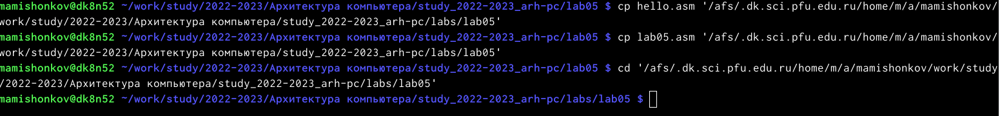 mamishonkov@dk8n52 ~/work/study/2022-2023/Архитектура компьютера/study_2022-2023_arh-pc/lab05 $ cp hello.asm '/afs/.dk.sci.pfu.edu.ru/home/m/a/mamishonkov/
work/study/2022-2023/Архитектура компьютера/study_2022-2023_arh-pc/labs/lab05'
mamishonkov@dk8n52 ~/work/study/2022-2023/Архитектура компьютера/study_2022-2023_arh-pc/lab05 $ cp lab05.asm '/afs/.dk.sci.pfu.edu.ru/home/m/a/mamishonkov/
work/study/2022-2023/Архитектура компьютера/study_2022-2023_arh-pc/labs/lab05'
mamishonkov@dk8n52 ~/work/study/2022-2023/Архитектура компьютера/study_2022-2023_arh-pc/lab05 $ cd '/afs/.dk.sci.pfu.edu.ru/home/m/a/mamishonkov/work/study
/2022-2023/Архитектура компьютера/study_2022-2023_arh-pc/labs/lab05'
mamishonkov@dk8n52 ~/work/study/2022-2023/Архитектура компьютера/study_2022-2023_arh-pc/labs/lab05 $